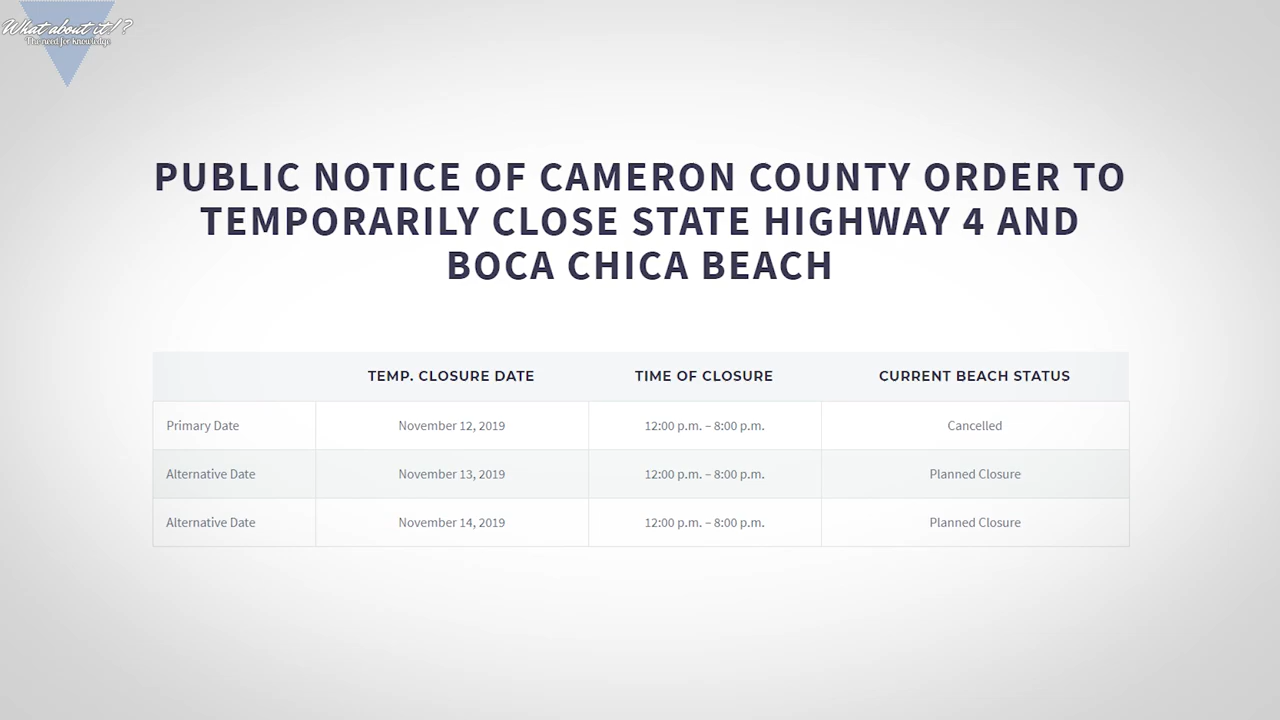 What about it!?
The need for knowledge
PUBLIC NOTICE OF CAMERON COUNTY ORDER TO
TEMPORARILY CLOSE STATE HIGHWAY 4 AND
BOCA CHICA BEACH
TEMP. CLOSURE DATE TIME OF CLOSURE CURRENT BEACH STATUS
Primary Date November 12, 2019 12:00 p.m. – 8:00 p.m. Cancelled
Alternative Date November 13, 2019 12:00 p.m. – 8:00 p.m. Planned Closure
Alternative Date November 14, 2019 12:00 p.m. – 8:00 p.m. Planned Closure